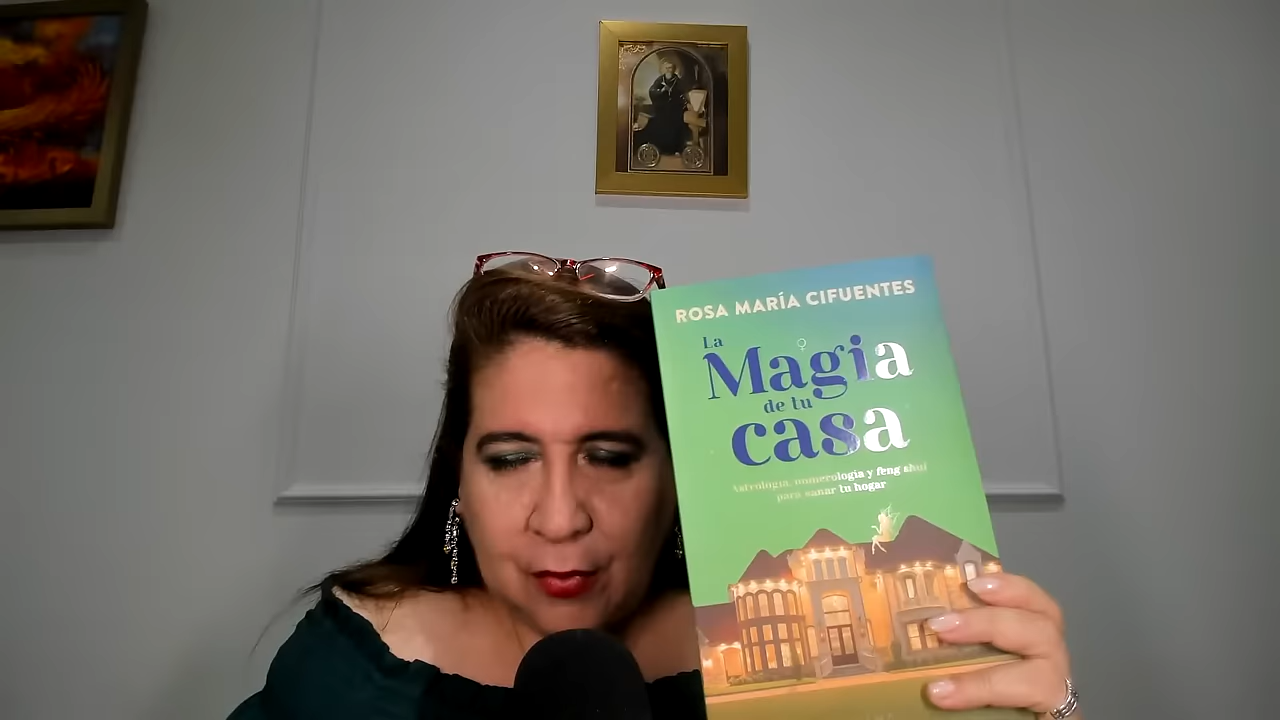 ROSA MARÍA CIFUENTES
La
Magia
de tu
casa
Astrología, numerología y feng shui
para sanar tu hogar